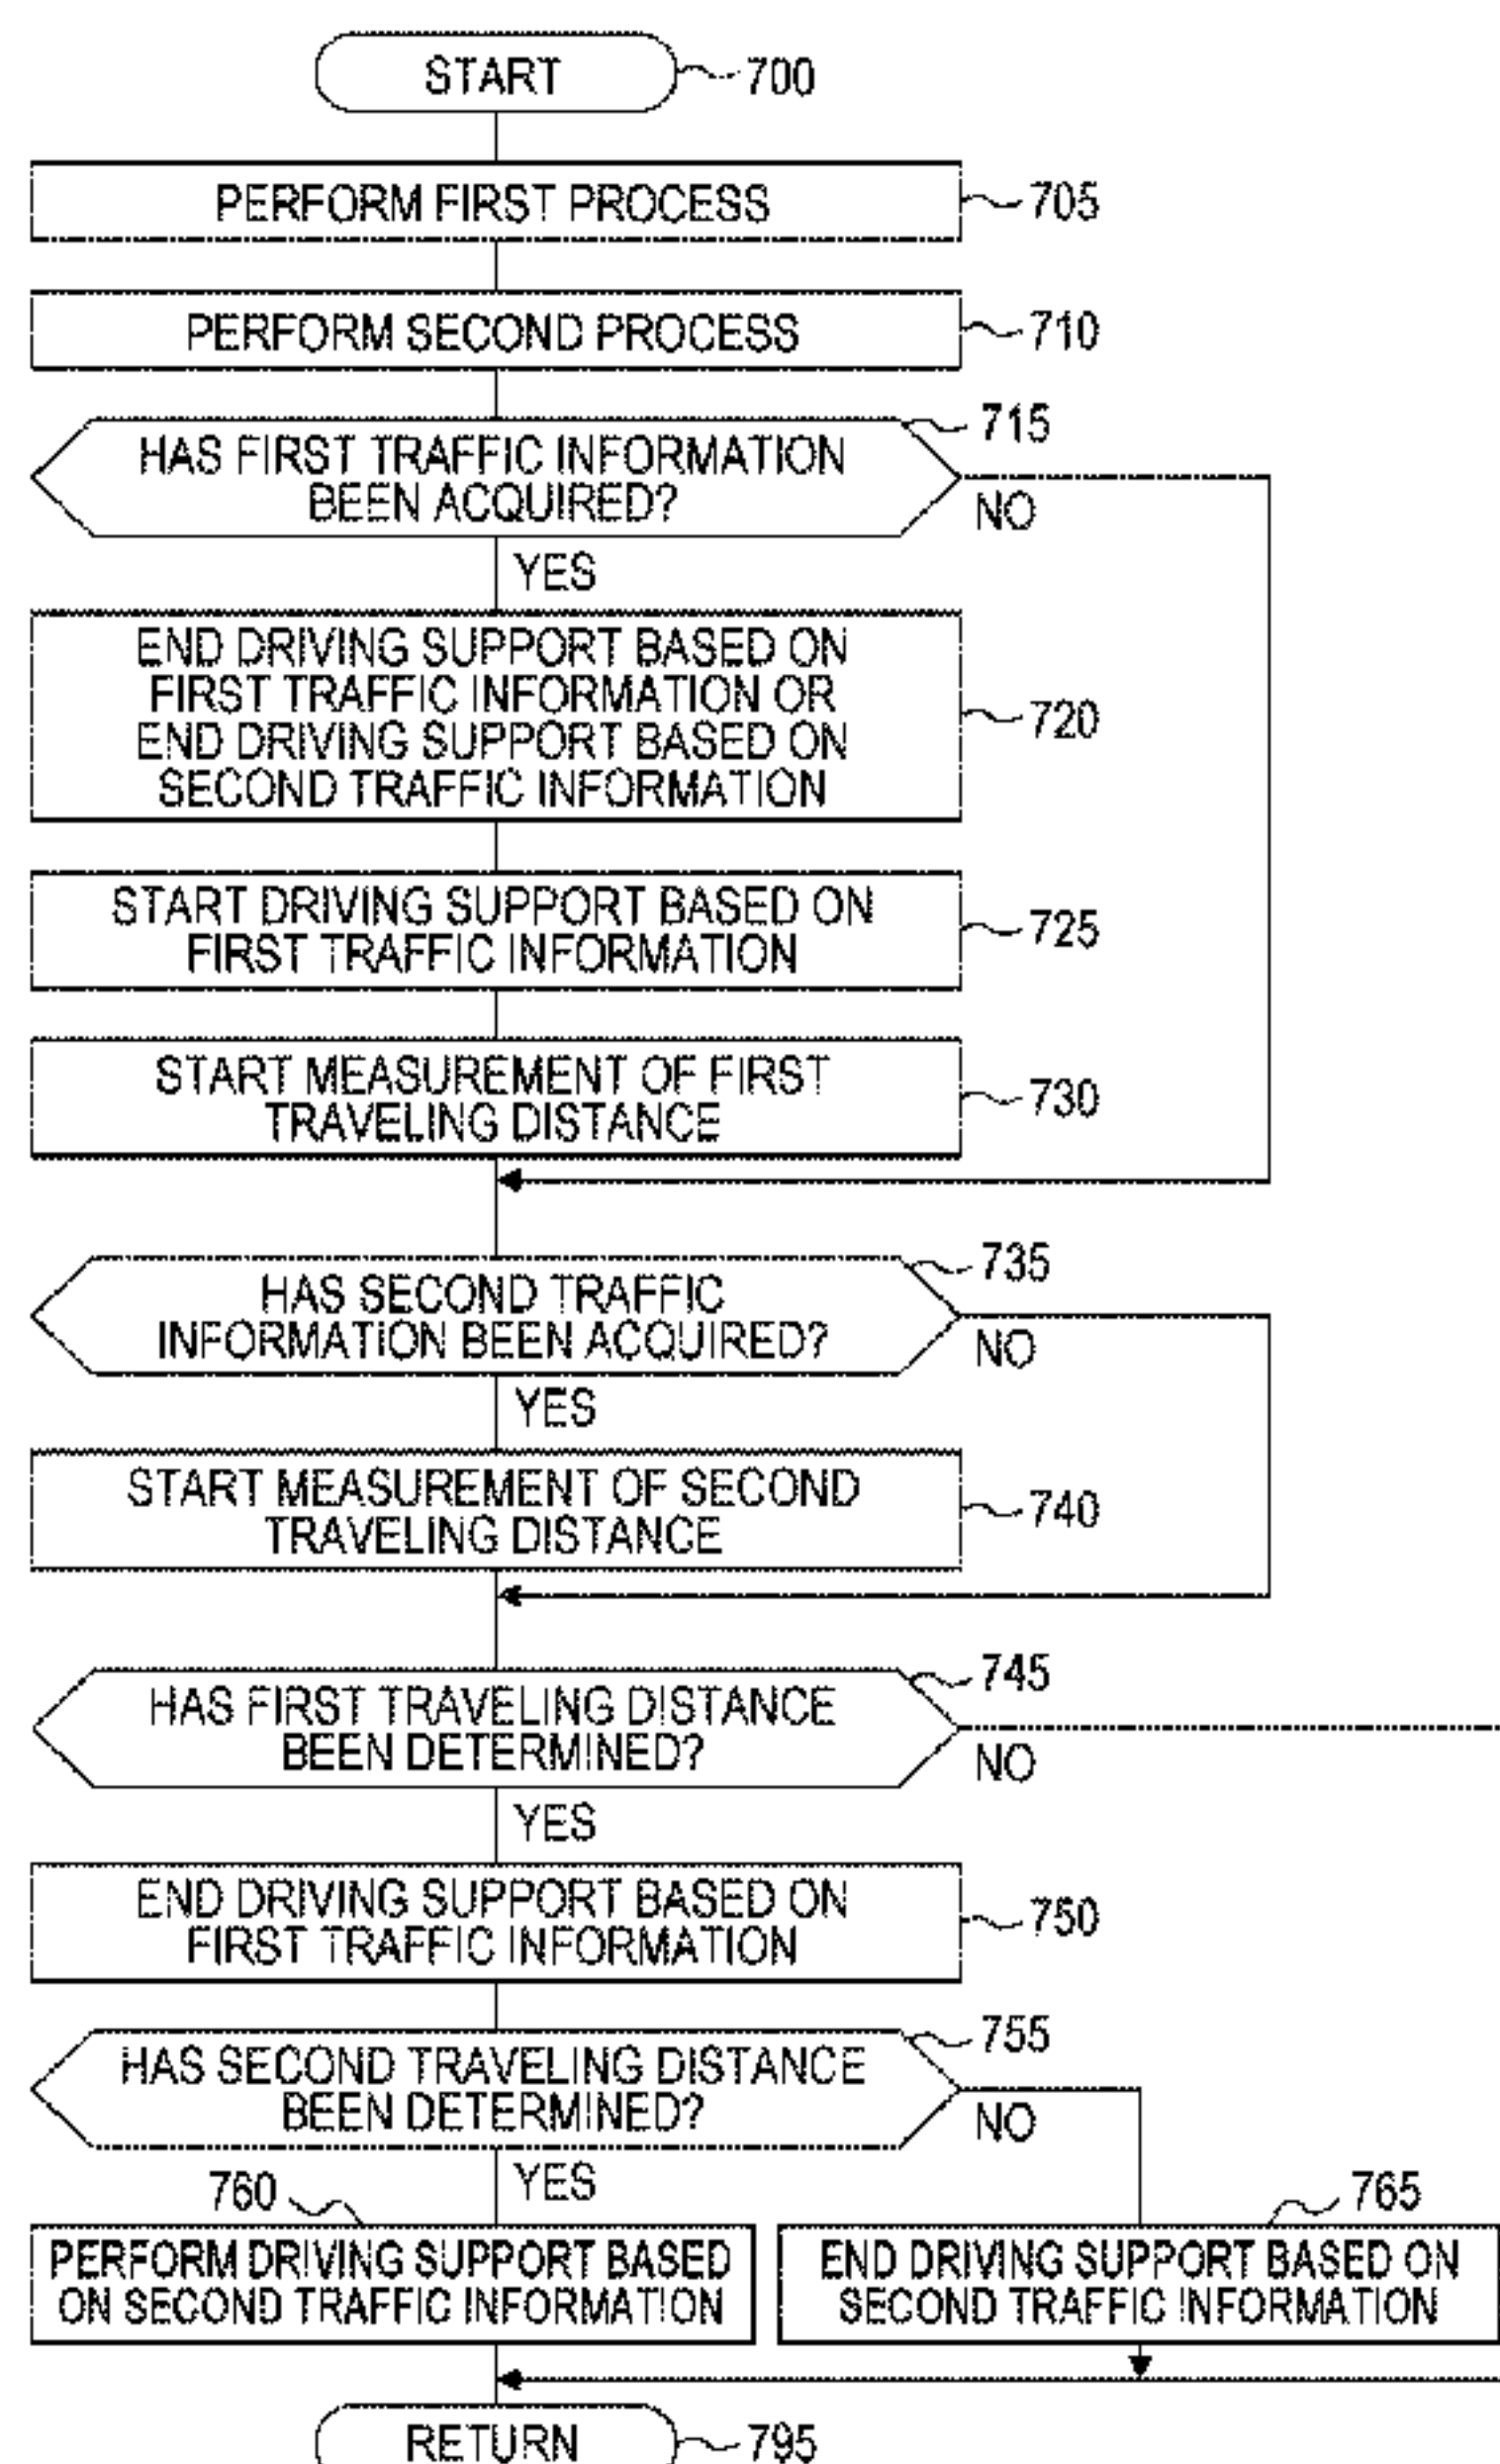 START
700
PERFORM FIRST PROCESS
705
PERFORM SECOND PROCESS
710
HAS FIRST TRAFFIC INFORMATION
BEEN ACQUIRED?
715
NO
YES
END DRIVING SUPPORT BASED ON
FIRST TRAFFIC INFORMATION OR
END DRIVING SUPPORT BASED ON
SECOND TRAFFIC INFORMATION
720
START DRIVING SUPPORT BASED ON
FIRST TRAFFIC INFORMATION
725
START MEASUREMENT OF FIRST
TRAVELING DISTANCE
730
HAS SECOND TRAFFIC
INFORMATION BEEN ACQUIRED?
735
NO
YES
START MEASUREMENT OF SECOND
TRAVELING DISTANCE
740
HAS FIRST TRAVELING DISTANCE
BEEN DETERMINED?
745
NO
YES
END DRIVING SUPPORT BASED ON
FIRST TRAFFIC INFORMATION
750
HAS SECOND TRAVELING DISTANCE
BEEN DETERMINED?
755
NO
YES
760
PERFORM DRIVING SUPPORT BASED
ON SECOND TRAFFIC INFORMATION
765
END DRIVING SUPPORT BASED ON
SECOND TRAFFIC INFORMATION
RETURN
795